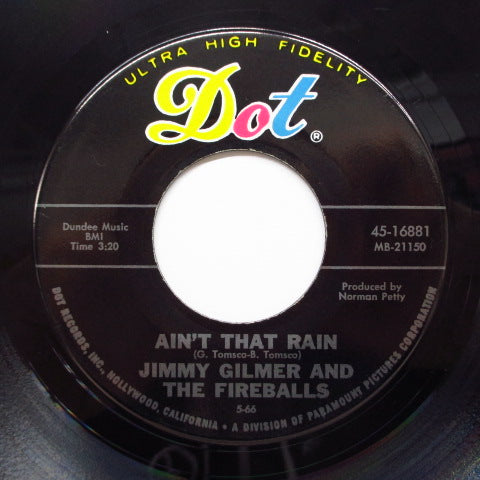 ULTRA HIGH FIDELITY
Dot®
Dundee Music
BMI
Time 3:20
45-16881
MB-21150
Produced by
Norman Petty
AIN'T THAT RAIN
(G. Tomsco-B. Tomsco)
JIMMY GILMER AND
THE FIREBALLS
5-66
DOT RECORDS, INC., HOLLYWOOD, CALIFORNIA • A DIVISION OF PARAMOUNT PICTURES CORPORATION